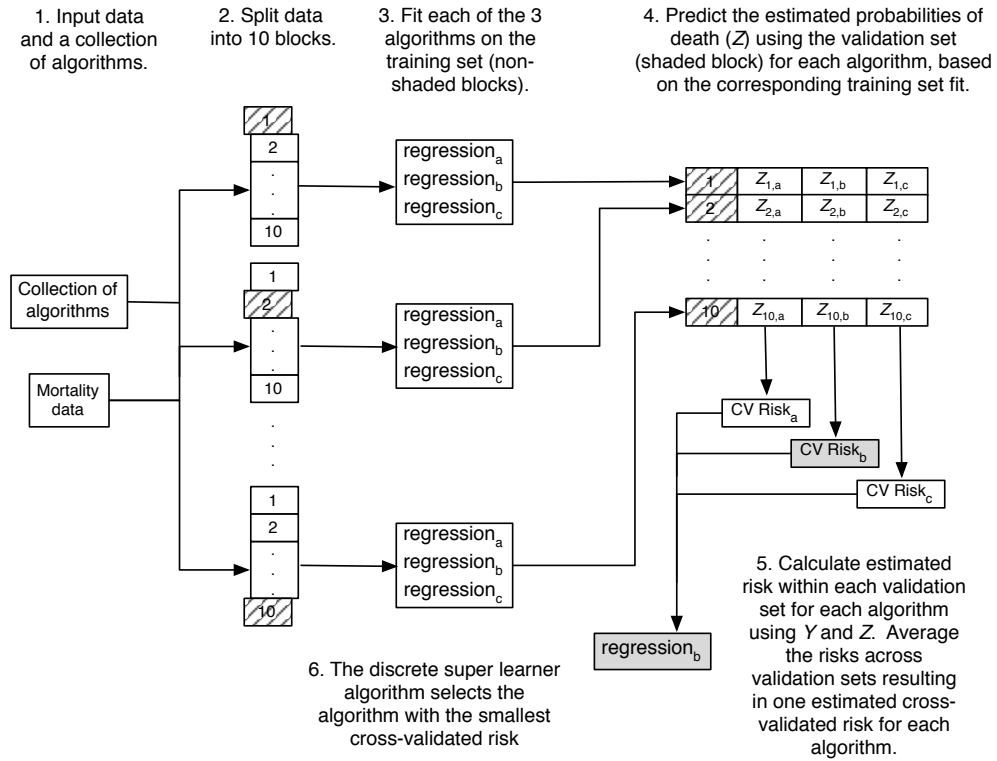 1. Input data
and a collection
of algorithms.
2. Split data
into 10 blocks.
3. Fit each of the 3
algorithms on the
training set (non-
shaded blocks).
4. Predict the estimated probabilities of
death (Z) using the validation set
(shaded block) for each algorithm, based
on the corresponding training set fit.
Collection of
algorithms
Mortality
data
1
2
.
.
.
10
1
2
.
.
.
10
.
.
.
1
2
.
.
.
10
regression_a
regression_b
regression_c
regression_a
regression_b
regression_c
regression_a
regression_b
regression_c
1 Z_1,a Z_1,b Z_1,c
2 Z_2,a Z_2,b Z_2,c
. . . .
. . . .
. . . .
10 Z_10,a Z_10,b Z_10,c
CV Risk_a
CV Risk_b
CV Risk_c
5. Calculate estimated
risk within each validation
set for each algorithm
using Y and Z. Average
the risks across
validation sets resulting
in one estimated cross-
validated risk for each
algorithm.
regression_b
6. The discrete super learner
algorithm selects the
algorithm with the smallest
cross-validated risk